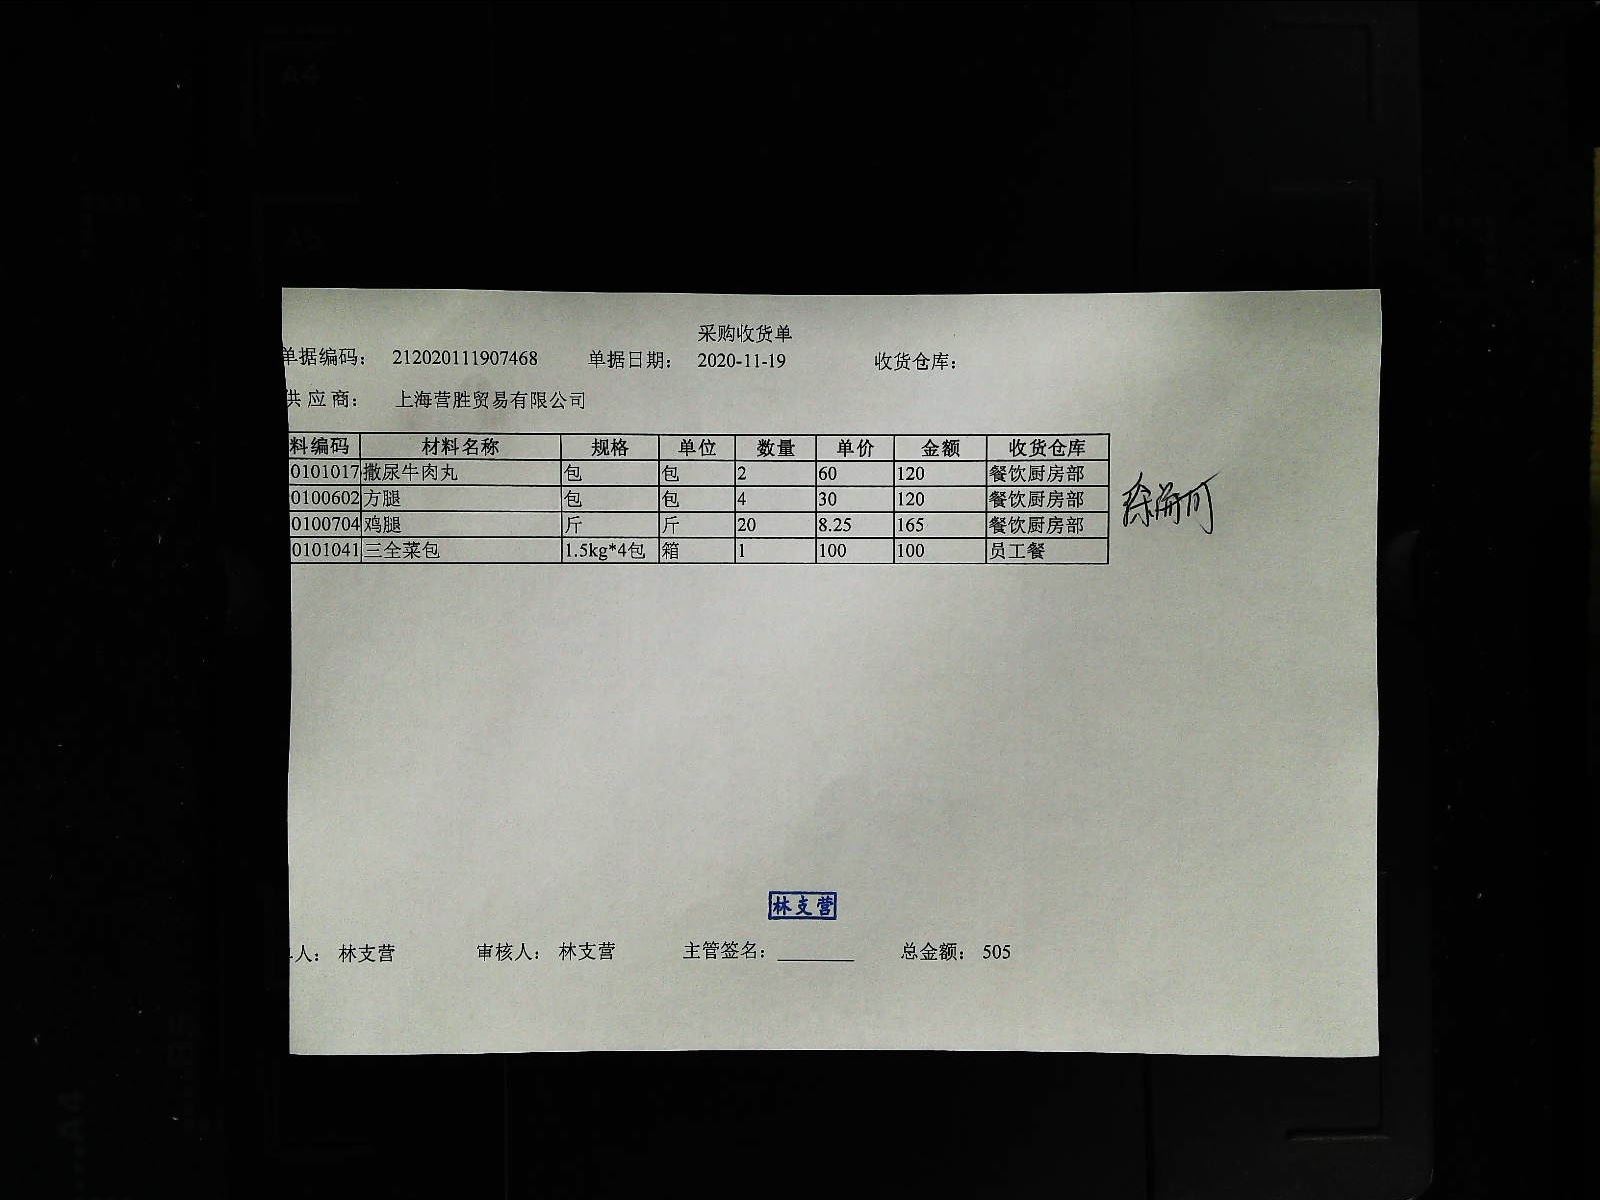 采购收货单
单据编码： 212020111907468 单据日期： 2020-11-19 收货仓库：
供 应 商： 上海营胜贸易有限公司
料编码 材料名称 规格 单位 数量 单价 金额 收货仓库
0101017 撒尿牛肉丸 包 包 2 60 120 餐饮厨房部
0100602 方腿 包 包 4 30 120 餐饮厨房部
0100704 鸡腿 斤 斤 20 8.25 165 餐饮厨房部
0101041 三全菜包 1.5kg*4包 箱 1 100 100 员工餐
林支营
人： 林支营 审核人： 林支营 主管签名： 总金额： 505